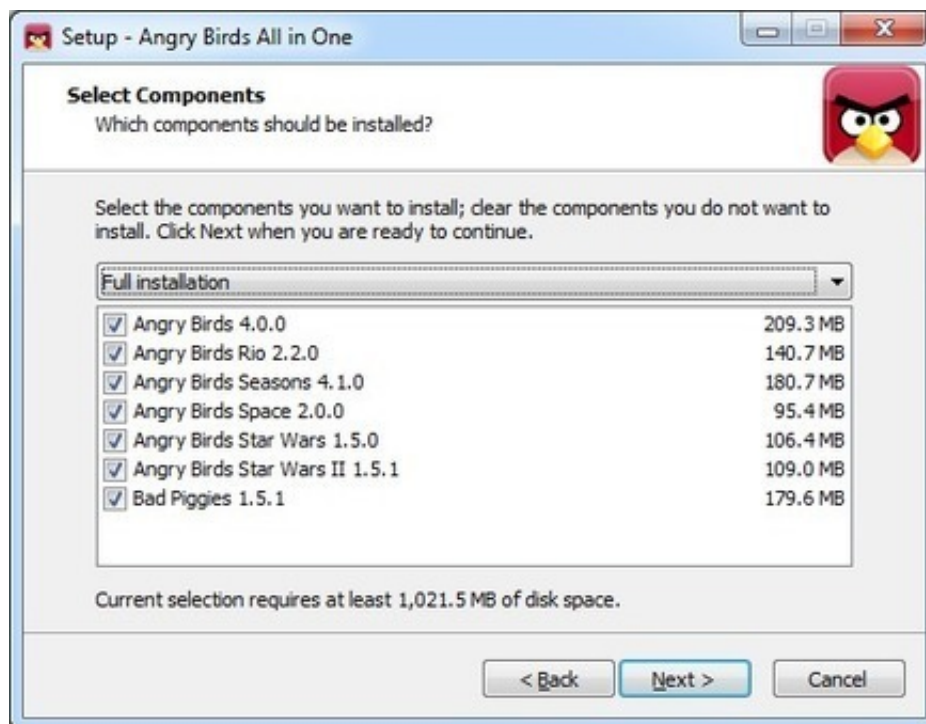 Setup - Angry Birds All in One
Select Components
Which components should be installed?
Select the components you want to install; clear the components you do not want to
install. Click Next when you are ready to continue.
Full installation
Angry Birds 4.0.0 209.3 MB
Angry Birds Rio 2.2.0 140.7 MB
Angry Birds Seasons 4.1.0 180.7 MB
Angry Birds Space 2.0.0 95.4 MB
Angry Birds Star Wars 1.5.0 106.4 MB
Angry Birds Star Wars II 1.5.1 109.0 MB
Bad Piggies 1.5.1 179.6 MB
Current selection requires at least 1,021.5 MB of disk space.
< Back Next > Cancel